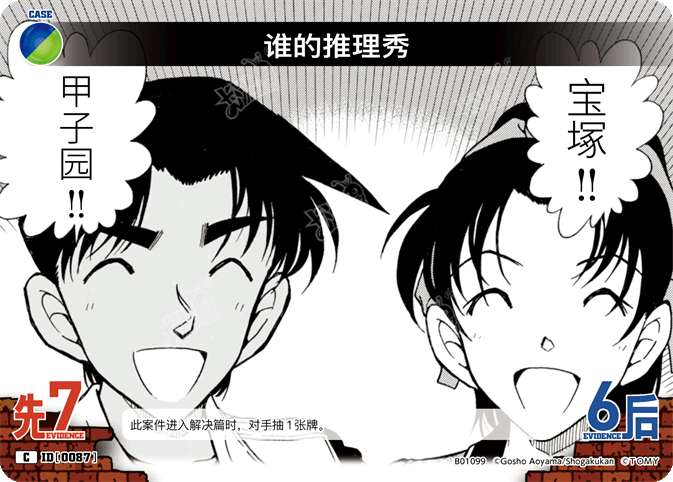 CASE
谁的推理秀
甲子园!!
宝塚!!
先7
EVIDENCE
6后
EVIDENCE
此案件进入解决篇时，对手抽1张牌。
C ID[0087]
B01099 ©Gosho Aoyama/Shogakukan ©TOMY